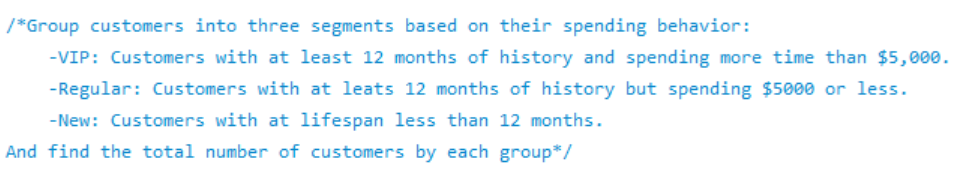 /*Group customers into three segments based on their spending behavior:
-VIP: Customers with at least 12 months of history and spending more time than $5,000.
-Regular: Customers with at leats 12 months of history but spending $5000 or less.
-New: Customers with at lifespan less than 12 months.
And find the total number of customers by each group*/